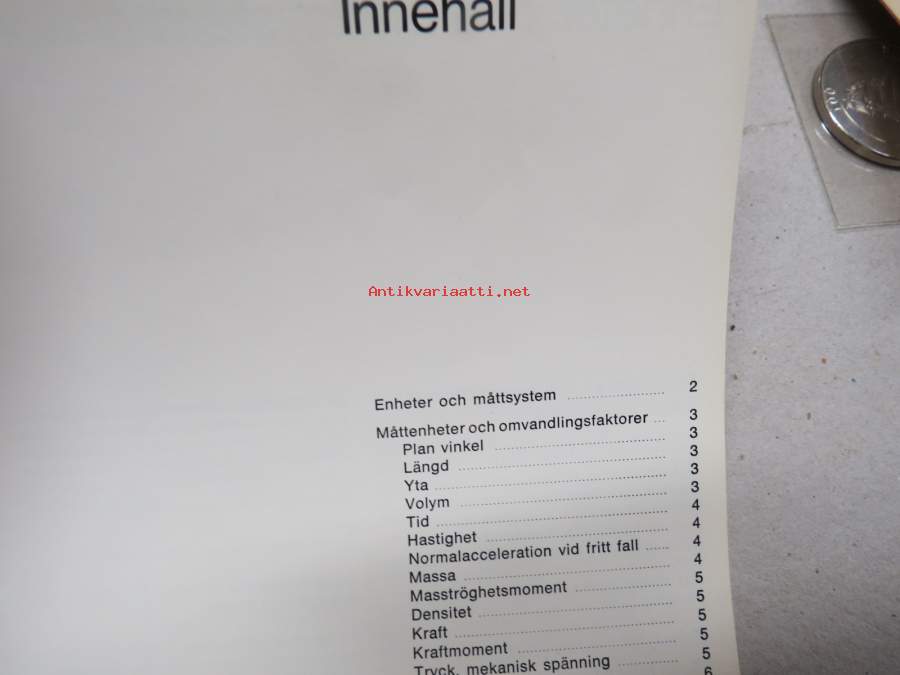 Innehåll
Antikvariaatti.net
Enheter och måttsystem 2
Måttenheter och omvandlingsfaktorer 3
Plan vinkel 3
Längd 3
Yta 3
Volym 3
Tid 4
Hastighet 4
Normalacceleration vid fritt fall 4
Massa 4
Masströghetsmoment 5
Densitet 5
Kraft 5
Kraftmoment 5
Tryck, mekanisk spänning 5
6